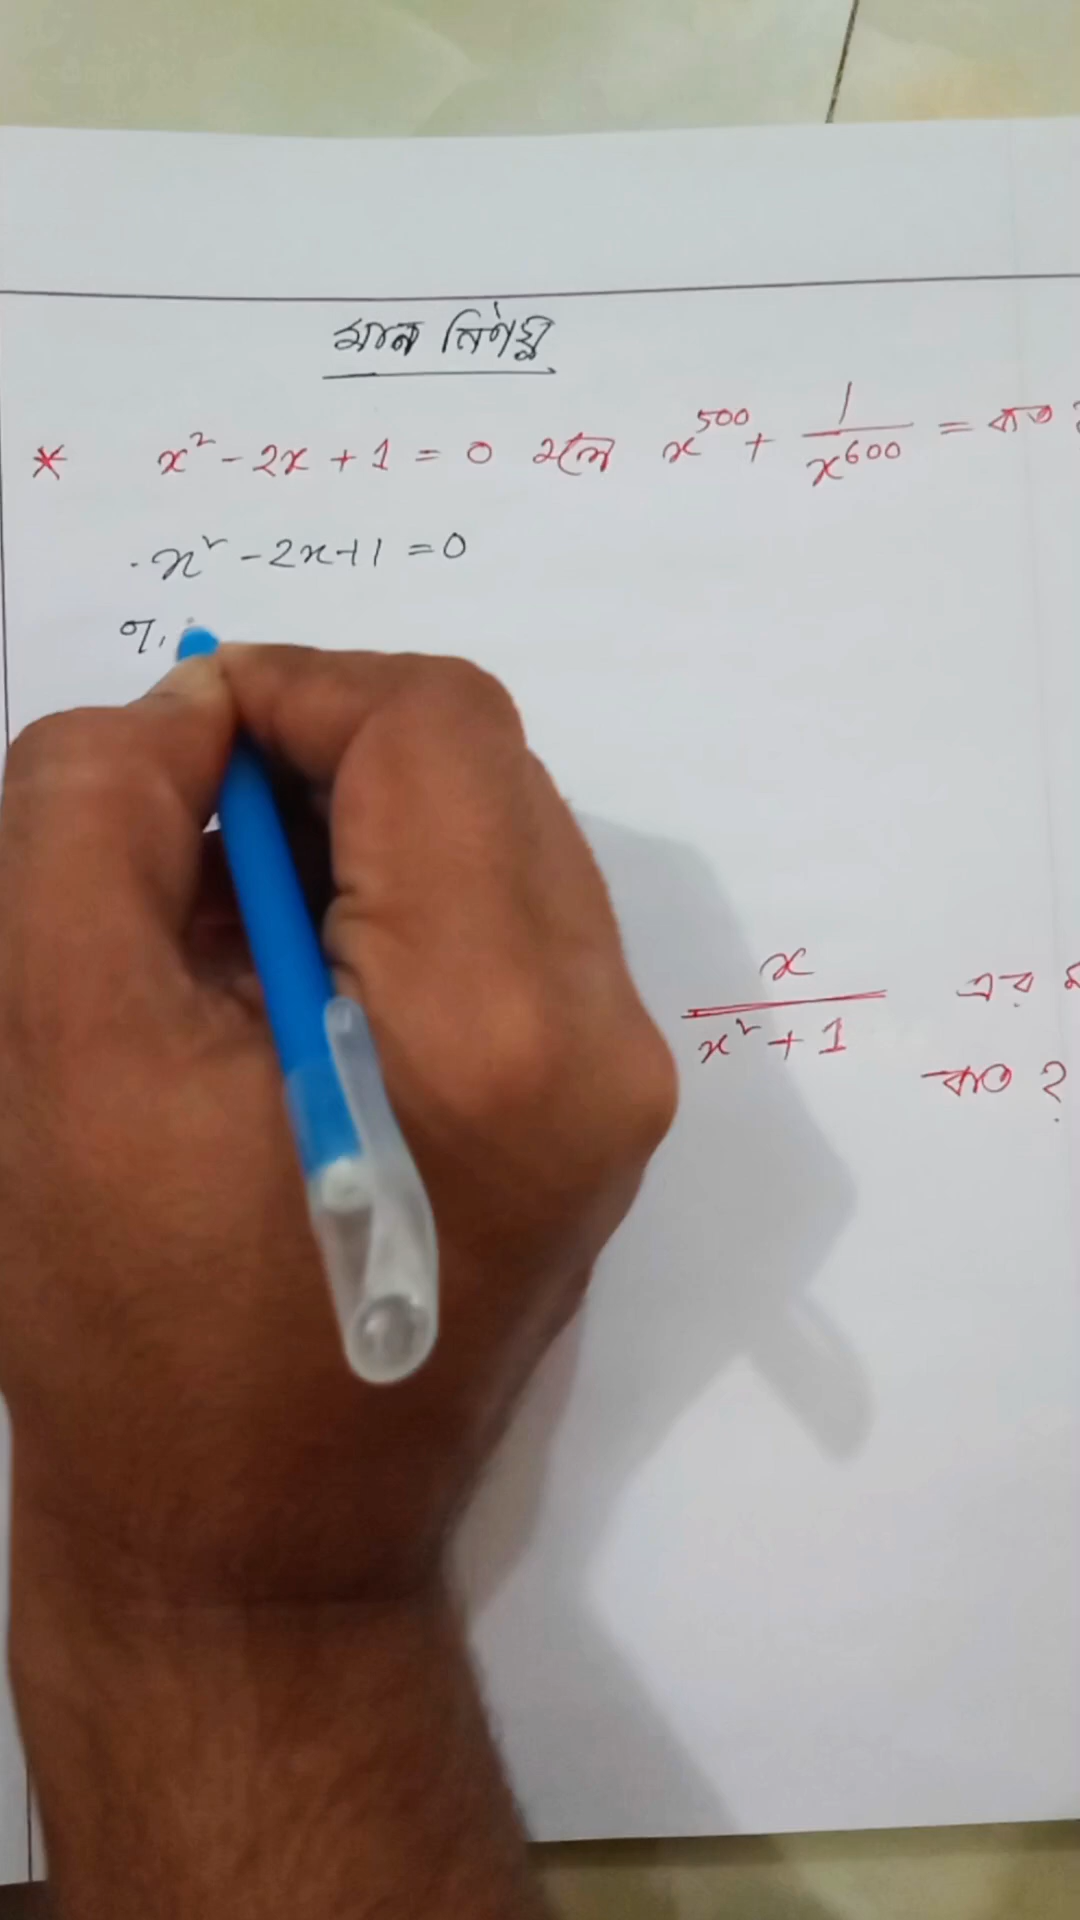 মান নির্ণয়
* x² - 2x + 1 = 0 হলে x⁵⁰⁰ + 1/x⁶⁰⁰ = কত ?
x² - 2x + 1 = 0
বা,
x/(x² + 1) এর
কত ?